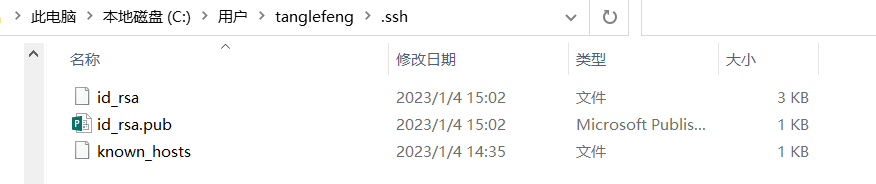 此电脑 > 本地磁盘 (C:) > 用户 > tanglefeng > .ssh
名称 修改日期 类型 大小
id_rsa 2023/1/4 15:02 文件 3 KB
id_rsa.pub 2023/1/4 15:02 Microsoft Publis... 1 KB
known_hosts 2023/1/4 14:35 文件 1 KB